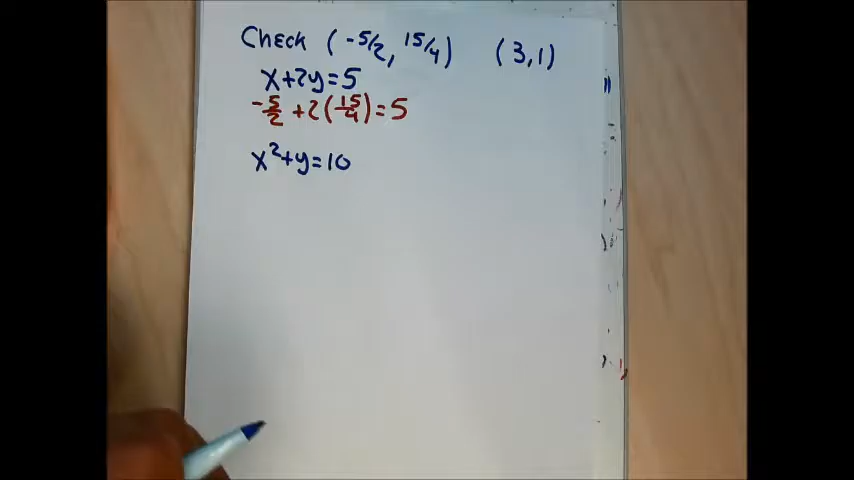 Check (-5/2, 15/4) (3,1)
x+2y=5
-5/2 +2(15/4)=5
x²+y=10